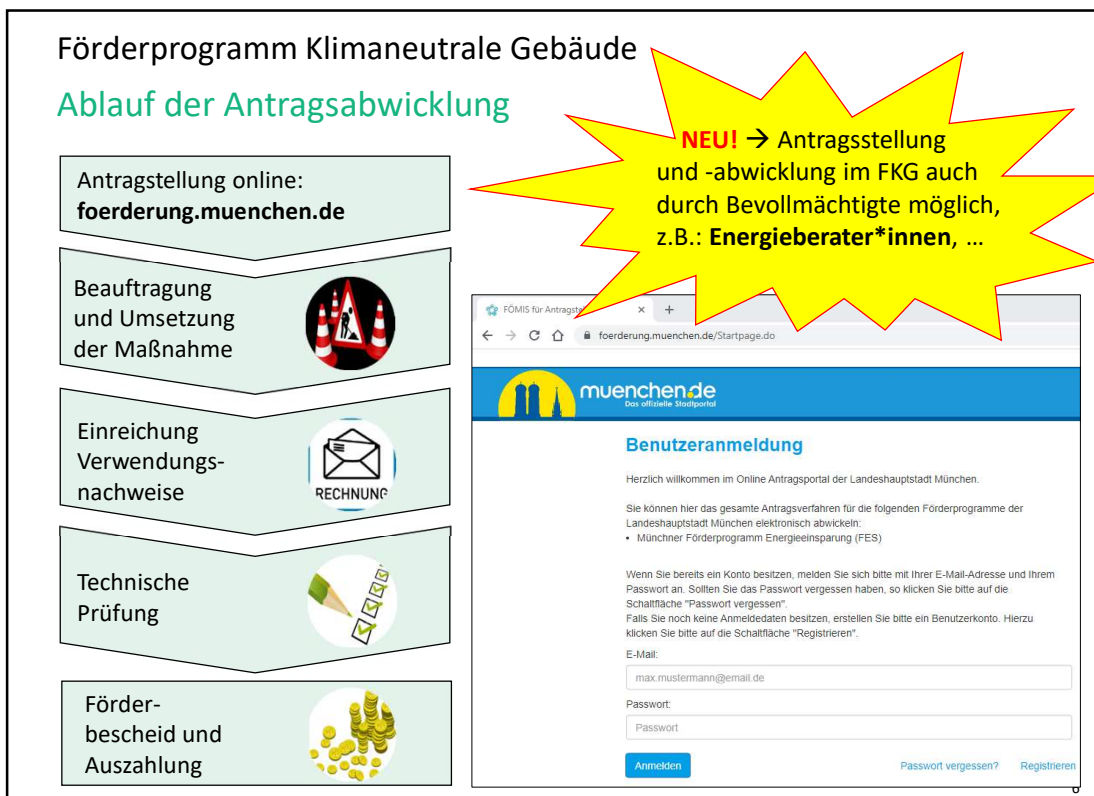 Förderprogramm Klimaneutrale Gebäude
Ablauf der Antragsabwicklung
NEU! → Antragsstellung
und -abwicklung im FKG auch
durch Bevollmächtigte möglich,
z.B.: Energieberater*innen, ...
Antragstellung online:
foerderung.muenchen.de
Beauftragung
und Umsetzung
der Maßnahme
Einreichung
Verwendungs-
nachweise
RECHNUNG
Technische
Prüfung
Förder-
bescheid und
Auszahlung
FÖMIS für Antragste
foerderung.muenchen.de/Startpage.do
muenchen.de
Das offizielle Stadtportal
Benutzeranmeldung
Herzlich willkommen im Online Antragsportal der Landeshauptstadt München.
Sie können hier das gesamte Antragsverfahren für die folgenden Förderprogramme der
Landeshauptstadt München elektronisch abwickeln:
• Münchner Förderprogramm Energieeinsparung (FES)
Wenn Sie bereits ein Konto besitzen, melden Sie sich bitte mit Ihrer E-Mail-Adresse und Ihrem
Passwort an. Sollten Sie das Passwort vergessen haben, so klicken Sie bitte auf die
Schaltfläche "Passwort vergessen".
Falls Sie noch keine Anmeldedaten besitzen, erstellen Sie bitte ein Benutzerkonto. Hierzu
klicken Sie bitte auf die Schaltfläche "Registrieren".
E-Mail:
max.mustermann@email.de
Passwort:
Passwort
Anmelden Passwort vergessen? Registrieren